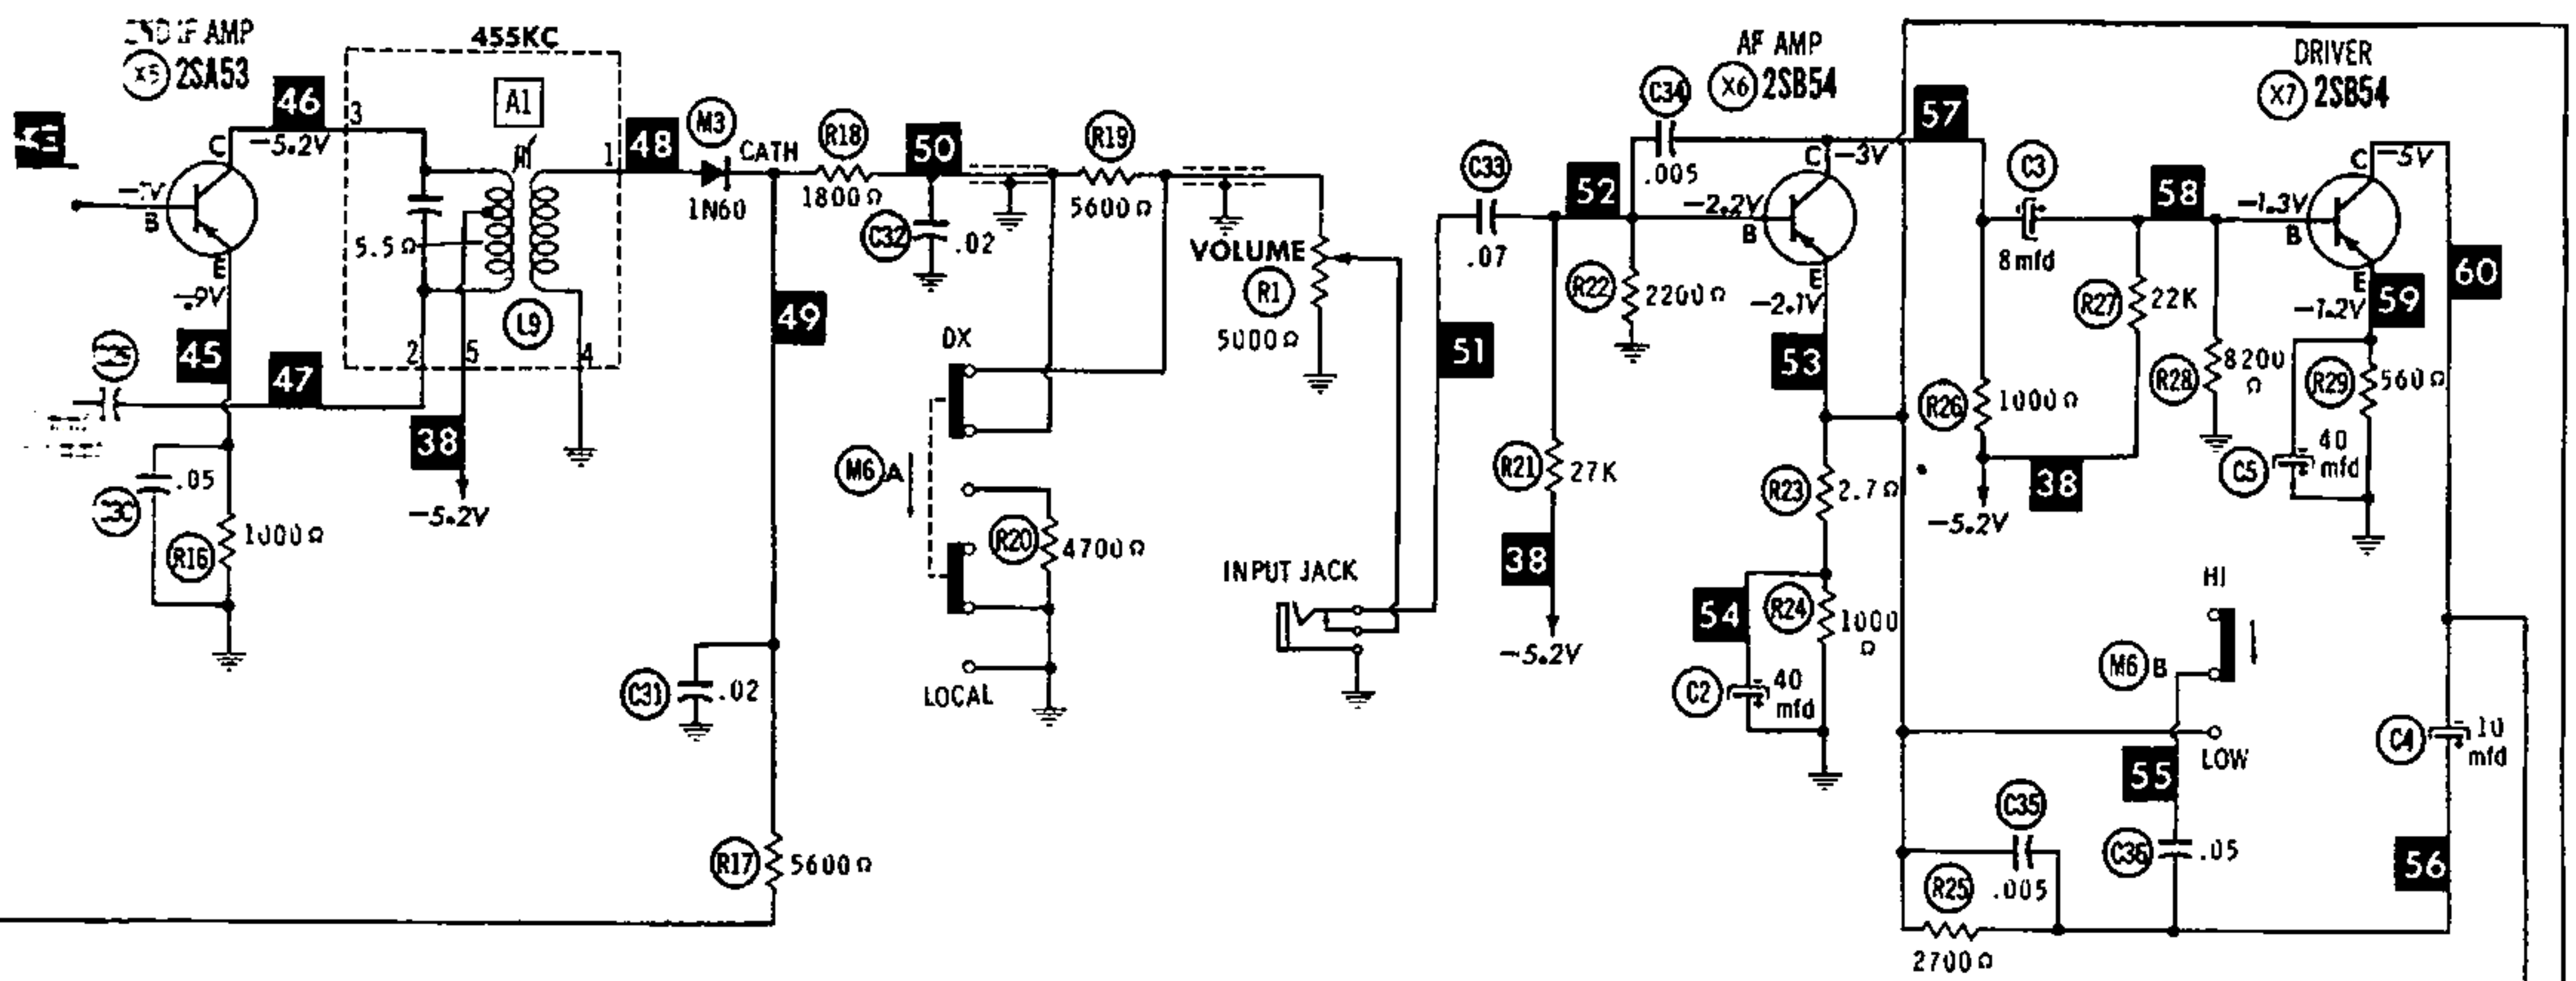 IF AMP
X5 2SA53
455KC
46
-5.2V
3
A1
1
48
M3
CATH
1N60
R18
1800Ω
50
C32
.02
R19
5600Ω
C
-1V
B
E
-.9V
5.5Ω
L9
2
5
4
45
47
38
-5.2V
.05
R16
1000Ω
49
C31
.02
R17
5600Ω
DX
M6 A
R20
4700Ω
LOCAL
VOLUME
R1
5000Ω
INPUT JACK
51
C33
.07
52
C34
.005
AF AMP
X6 2SB54
C
-3V
-2.2V
B
E
-2.1V
R22
2200Ω
R21
27K
38
-5.2V
53
R23
2.7Ω
54
R24
1000
Ω
C2
40
mfd
57
C3
8mfd
58
R26
1000Ω
-5.2V
38
R27
22K
R28
8200
Ω
DRIVER
X7 2SB54
C
-5V
-1.3V
B
E
-1.2V
59
60
R29
560Ω
C5
40
mfd
HI
M6 B
LOW
55
C36
.05
C35
.005
R25
2700Ω
C4
10
mfd
56